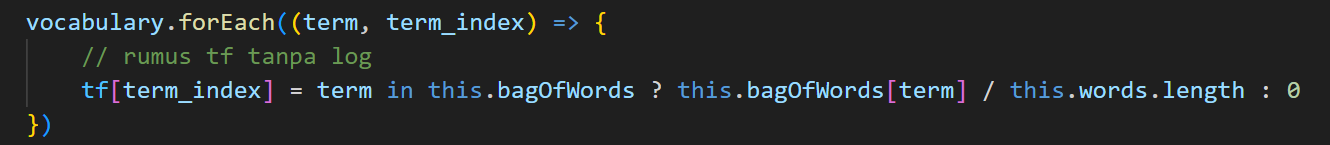 vocabulary.forEach((term, term_index) => {
    // rumus tf tanpa log
    tf[term_index] = term in this.bagOfWords ? this.bagOfWords[term] / this.words.length : 0
})